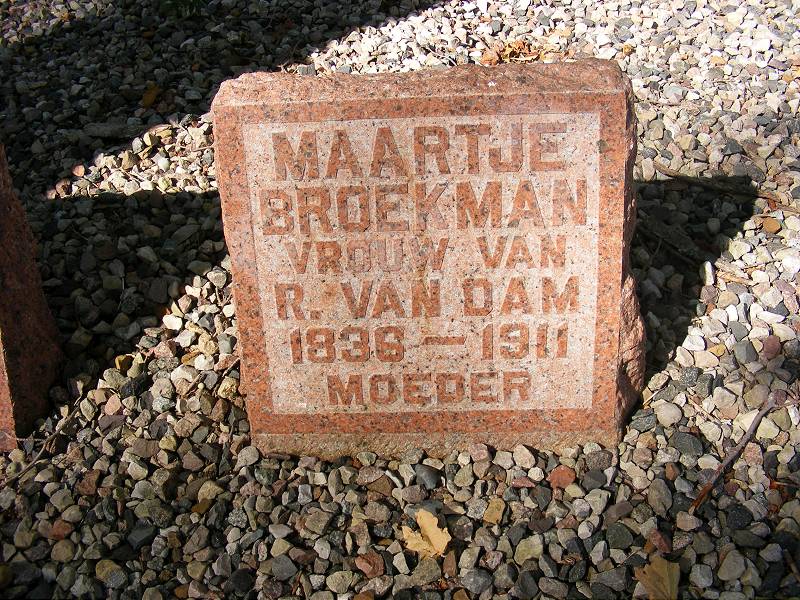 MAARTJE
BROEKMAN
VROUW VAN
R. VAN DAM
1836 — 1911
MOEDER